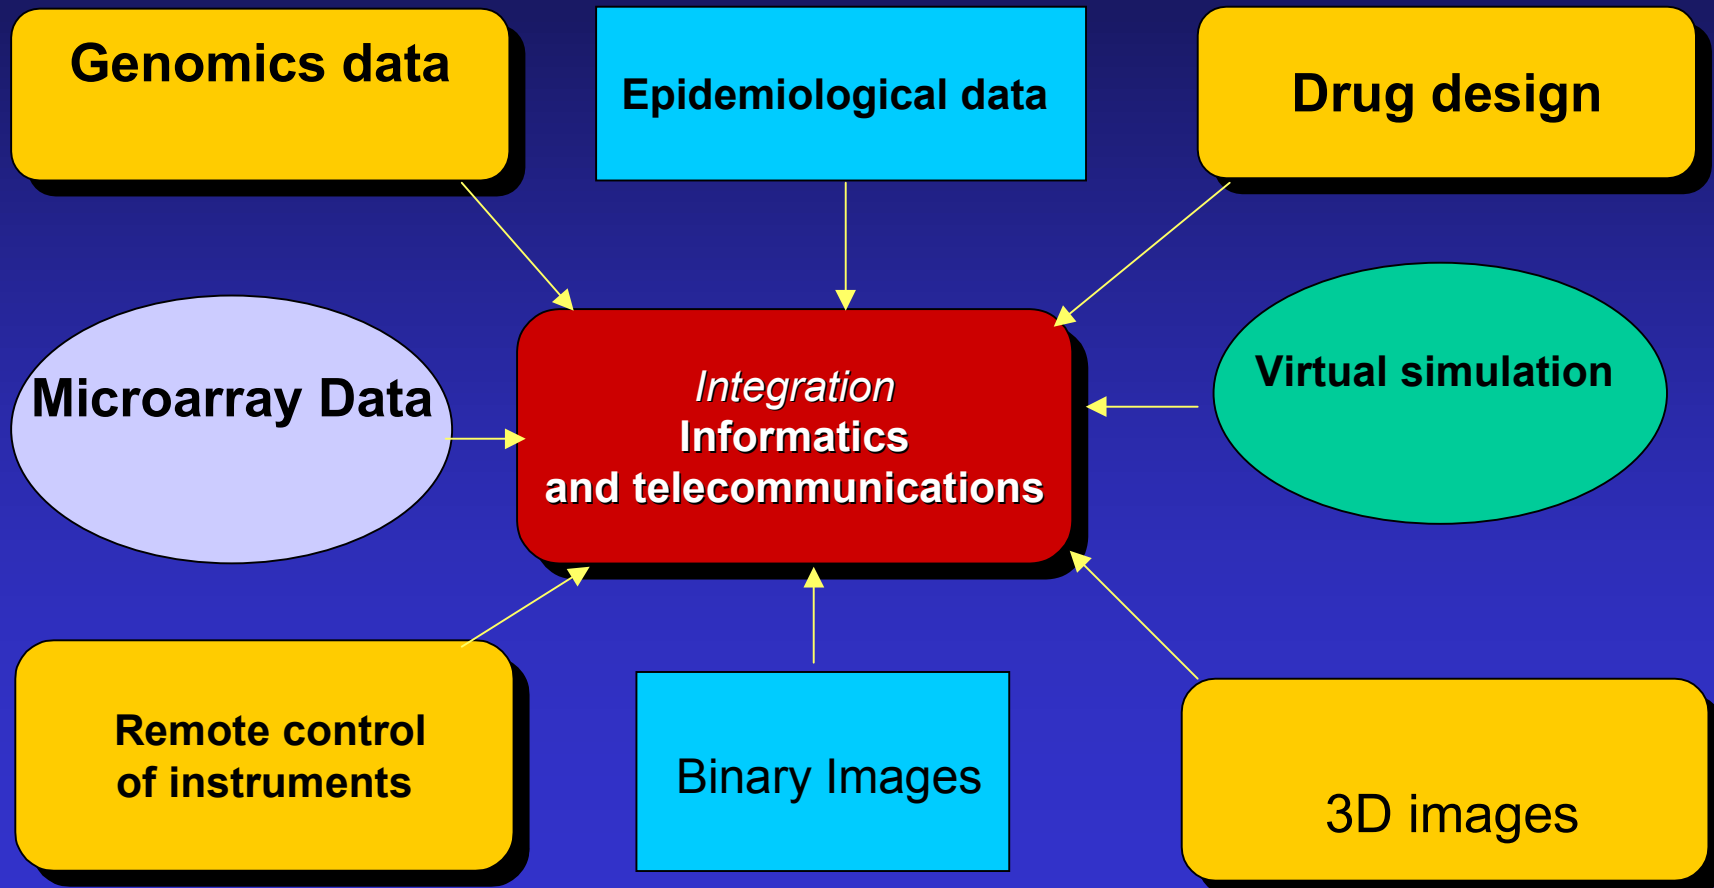 Genomics data
Epidemiological data
Drug design
Microarray Data
Integration
Informatics
and telecommunications
Virtual simulation
Remote control
of instruments
Binary Images
3D images